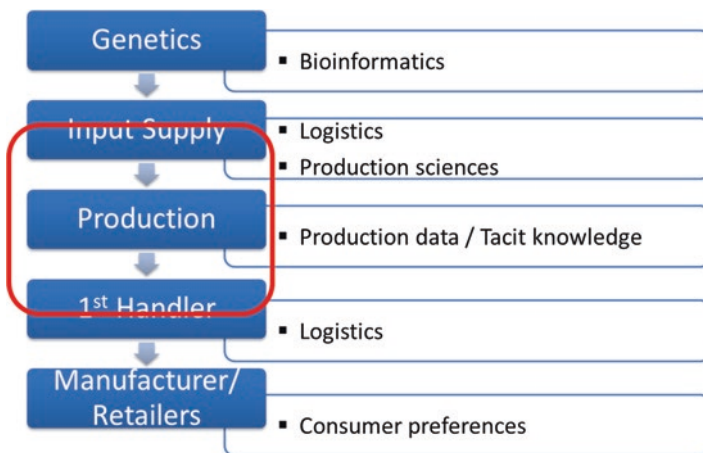 Genetics
▪ Bioinformatics
Input Supply
▪ Logistics
▪ Production sciences
Production
▪ Production data / Tacit knowledge
1st Handler
▪ Logistics
Manufacturer/
Retailers
▪ Consumer preferences